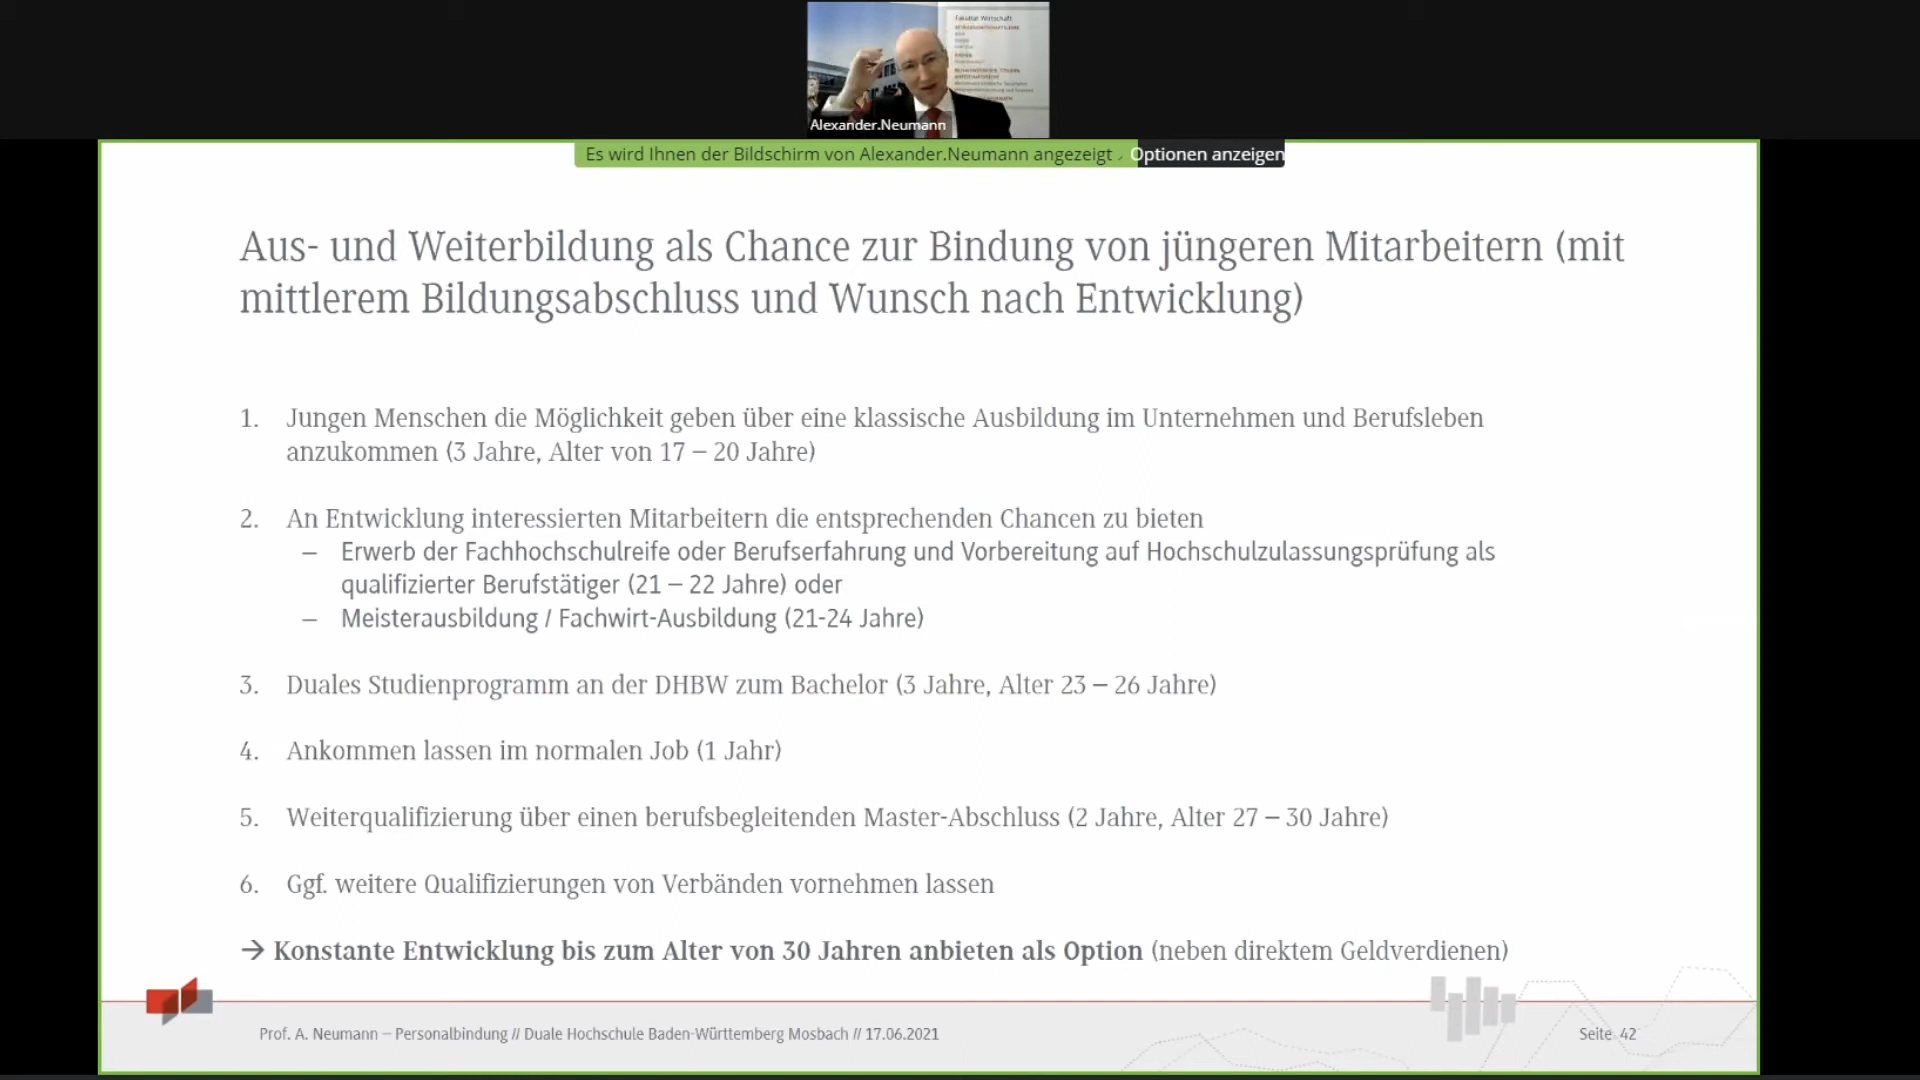 Fakultät Wirtschaft
Alexander.Neumann
Es wird Ihnen der Bildschirm von Alexander.Neumann angezeigt
Optionen anzeigen
Aus- und Weiterbildung als Chance zur Bindung von jüngeren Mitarbeitern (mit
mittlerem Bildungsabschluss und Wunsch nach Entwicklung)
1. Jungen Menschen die Möglichkeit geben über eine klassische Ausbildung im Unternehmen und Berufsleben
anzukommen (3 Jahre, Alter von 17 – 20 Jahre)
2. An Entwicklung interessierten Mitarbeitern die entsprechenden Chancen zu bieten
– Erwerb der Fachhochschulreife oder Berufserfahrung und Vorbereitung auf Hochschulzulassungsprüfung als
qualifizierter Berufstätiger (21 – 22 Jahre) oder
– Meisterausbildung / Fachwirt-Ausbildung (21-24 Jahre)
3. Duales Studienprogramm an der DHBW zum Bachelor (3 Jahre, Alter 23 – 26 Jahre)
4. Ankommen lassen im normalen Job (1 Jahr)
5. Weiterqualifizierung über einen berufsbegleitenden Master-Abschluss (2 Jahre, Alter 27 – 30 Jahre)
6. Ggf. weitere Qualifizierungen von Verbänden vornehmen lassen
→ Konstante Entwicklung bis zum Alter von 30 Jahren anbieten als Option (neben direktem Geldverdienen)
Prof. A. Neumann – Personalbindung // Duale Hochschule Baden-Württemberg Mosbach // 17.06.2021
Seite 42